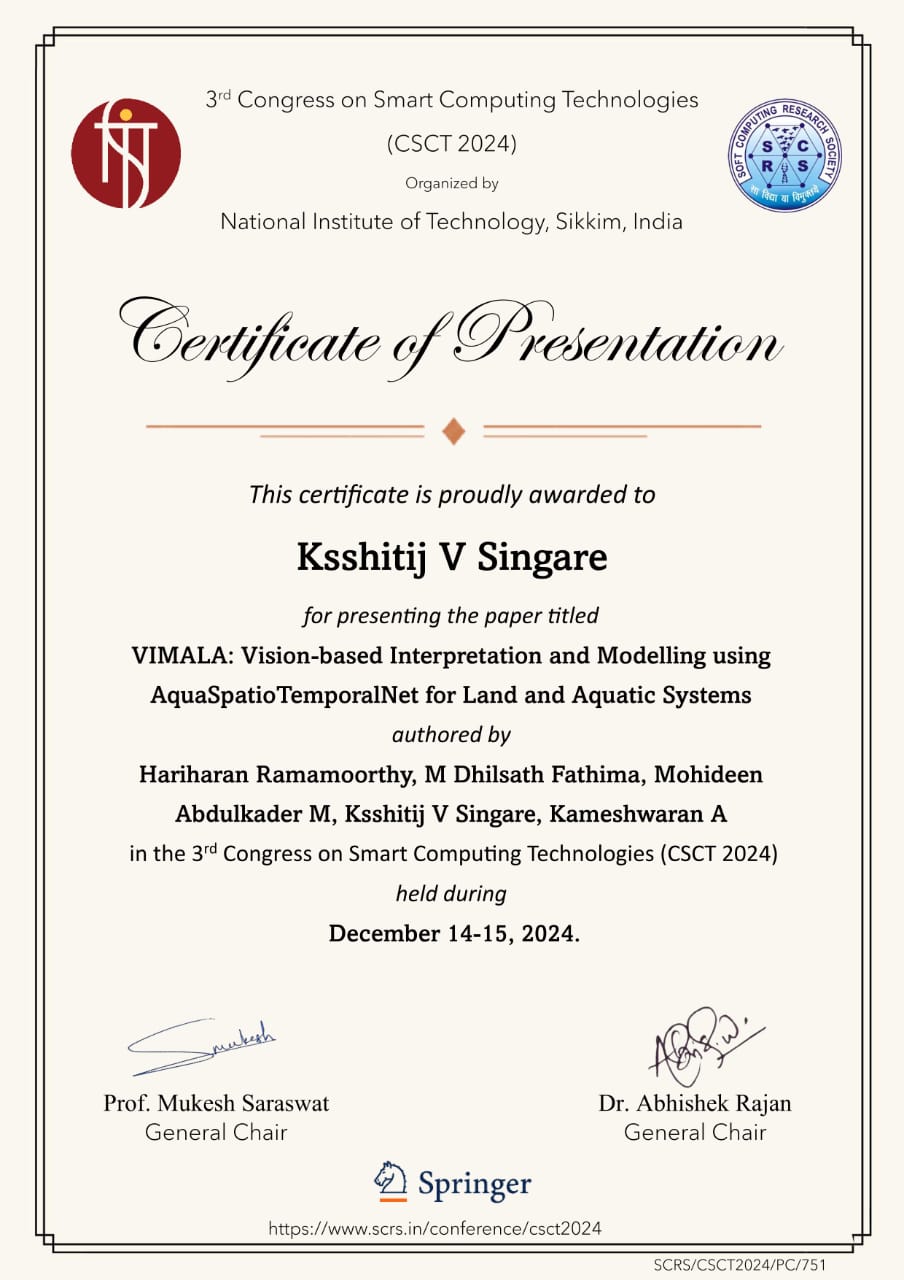 3rd Congress on Smart Computing Technologies
(CSCT 2024)
Organized by
National Institute of Technology, Sikkim, India
SOFT COMPUTING RESEARCH SOCIETY
S C
R S
सा विद्या या विमुक्तये
Certificate of Presentation
This certificate is proudly awarded to
Ksshitij V Singare
for presenting the paper titled
VIMALA: Vision-based Interpretation and Modelling using
AquaSpatioTemporalNet for Land and Aquatic Systems
authored by
Hariharan Ramamoorthy, M Dhilsath Fathima, Mohideen
Abdulkader M, Ksshitij V Singare, Kameshwaran A
in the 3rd Congress on Smart Computing Technologies (CSCT 2024)
held during
December 14-15, 2024.
Smukesh
Prof. Mukesh Saraswat
General Chair
Dr. Abhishek Rajan
General Chair
Springer
https://www.scrs.in/conference/csct2024
SCRS/CSCT2024/PC/751